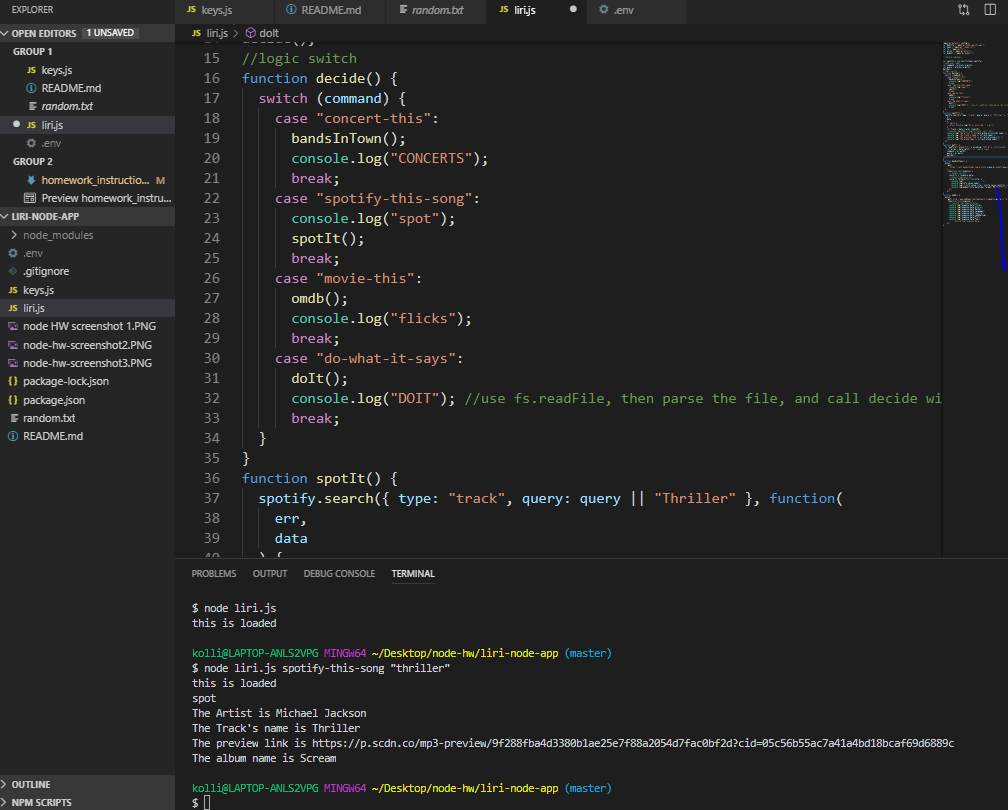 EXPLORER
OPEN EDITORS 1 UNSAVED
GROUP 1
JS keys.js
README.md
random.txt
JS liri.js
.env
GROUP 2
homework_instructio... M
Preview homework_instru...
LIRI-NODE-APP
node_modules
.env
.gitignore
JS keys.js
JS liri.js
node HW screenshot 1.PNG
node-hw-screenshot2.PNG
node-hw-screenshot3.PNG
{} package-lock.json
{} package.json
random.txt
README.md
OUTLINE
NPM SCRIPTS
JS keys.js README.md random.txt JS liri.js .env
JS liri.js > doIt
15 //logic switch
16 function decide() {
17 switch (command) {
18 case "concert-this":
19 bandsInTown();
20 console.log("CONCERTS");
21 break;
22 case "spotify-this-song":
23 console.log("spot");
24 spotIt();
25 break;
26 case "movie-this":
27 omdb();
28 console.log("flicks");
29 break;
30 case "do-what-it-says":
31 doIt();
32 console.log("DOIT"); //use fs.readFile, then parse the file, and call decide wi
33 break;
34 }
35 }
36 function spotIt() {
37 spotify.search({ type: "track", query: query || "Thriller" }, function(
38 err,
39 data
40 ) {
PROBLEMS OUTPUT DEBUG CONSOLE TERMINAL
$ node liri.js
this is loaded
kolli@LAPTOP-ANLS2VPG MINGW64 ~/Desktop/node-hw/liri-node-app (master)
$ node liri.js spotify-this-song "thriller"
this is loaded
spot
The Artist is Michael Jackson
The Track's name is Thriller
The preview link is https://p.scdn.co/mp3-preview/9f288fba4d3380b1ae25e7f88a2054d7fac0bf2d?cid=05c56b55ac7a41a4bd18bcaf69d6889c
The album name is Scream
kolli@LAPTOP-ANLS2VPG MINGW64 ~/Desktop/node-hw/liri-node-app (master)
$